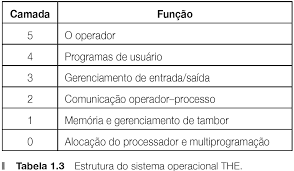 Camada Função
5 O operador
4 Programas de usuário
3 Gerenciamento de entrada/saída
2 Comunicação operador–processo
1 Memória e gerenciamento de tambor
0 Alocação do processador e multiprogramação
Tabela 1.3 Estrutura do sistema operacional THE.